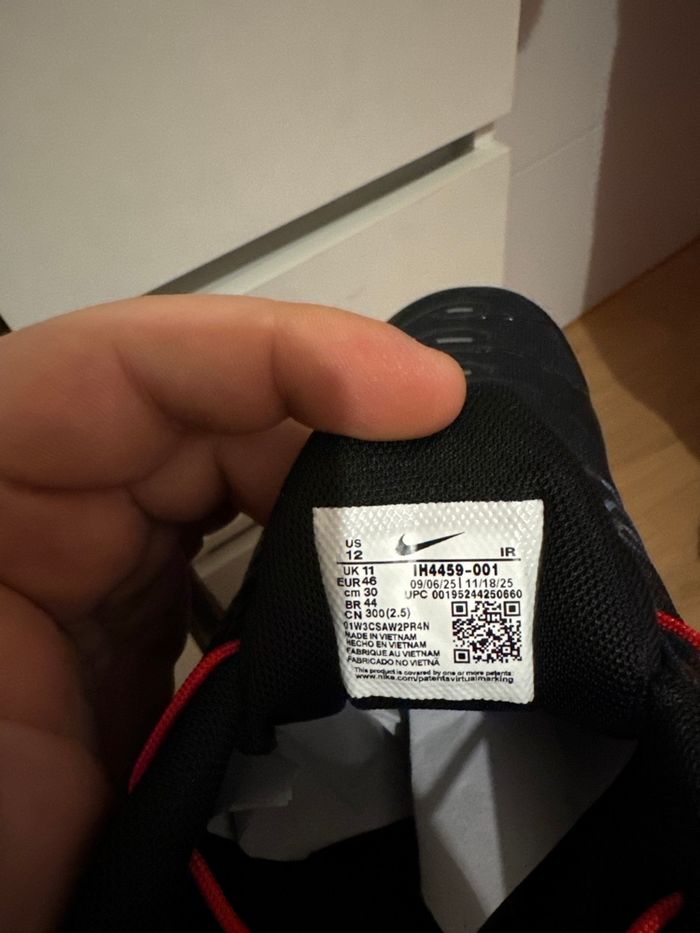 US
12
IR
UK 11
IH4459-001
EUR 46
09/06/25 | 11/18/25
cm 30
UPC 00195244250660
BR 44
CN 300(2.5)
01W3CSAW2PR4N
MADE IN VIETNAM
HECHO EN VIETNAM
FABRIQUE AU VIETNAM
FABRICADO NO VIETNÃ
This product is covered by one or more patents:
www.nike.com/patentsvirtualmarking